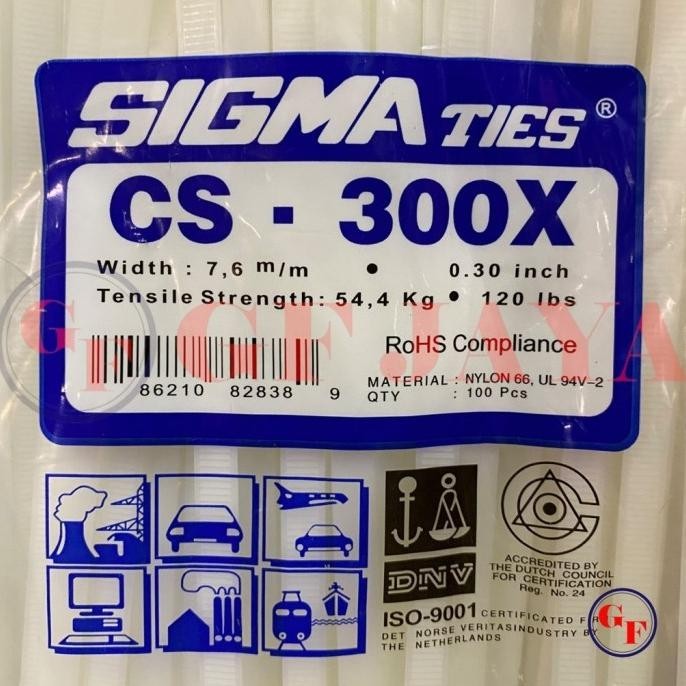 SIGMA TIES ®
CS - 300X
Width : 7,6 m/m • 0.30 inch
Tensile Strength: 54,4 Kg • 120 lbs
GF GF JAYA
RoHS Compliance
MATERIAL : NYLON 66, UL 94V-2
QTY : 100 Pcs
86210 82838 9
DNV
ACCREDITED BY
THE DUTCH COUNCIL
FOR CERTIFICATION
Reg. No. 24
ISO-9001 CERTIFICATED
DET NORSE VERITASINDUSTRY BY
THE NETHERLANDS
GF